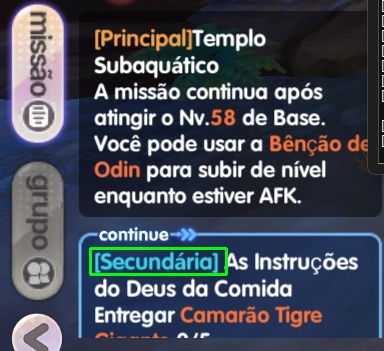 missão
[Principal]Templo
Subaquático
A missão continua após
atingir o Nv.58 de Base.
Você pode usar a Bênção de
Odin para subir de nível
enquanto estiver AFK.
grupo
continue
[Secundária] As Instruções
do Deus da Comida
Entregar Camarão Tigre
Gigante 0/5